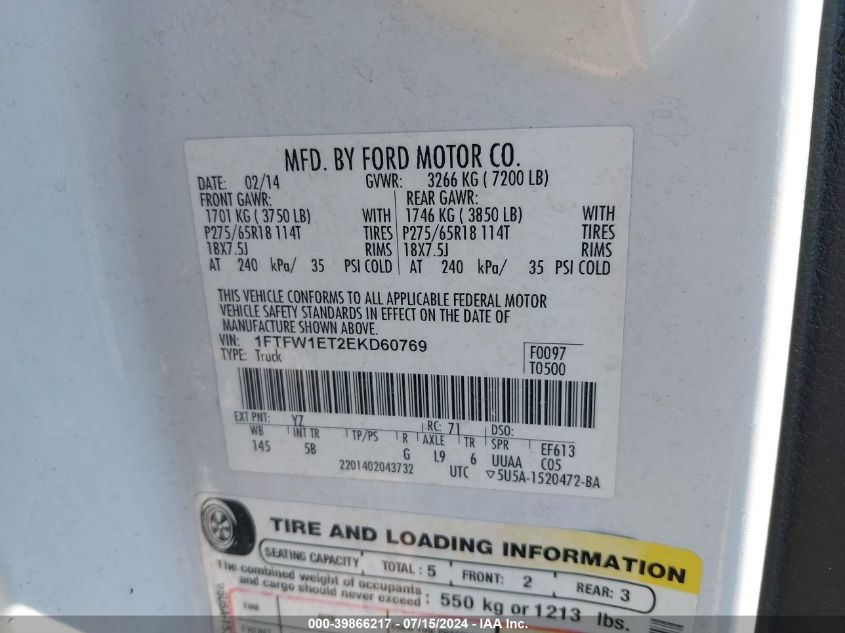 MFD. BY FORD MOTOR CO.
DATE: 02/14 GVWR: 3266 KG ( 7200 LB)
FRONT GAWR: REAR GAWR:
1701 KG ( 3750 LB) WITH 1746 KG ( 3850 LB) WITH
P275/65R18 114T TIRES P275/65R18 114T TIRES
18X7.5J RIMS 18X7.5J RIMS
AT 240 kPa/ 35 PSI COLD AT 240 kPa/ 35 PSI COLD
THIS VEHICLE CONFORMS TO ALL APPLICABLE FEDERAL MOTOR
VEHICLE SAFETY STANDARDS IN EFFECT ON THE DATE OF
MANUFACTURE SHOWN ABOVE.
VIN: 1FTFW1ET2EKD60769
TYPE: Truck
F0097
T0500
EXT PNT: YZ RC: 71 DSO:
WB INT TR TP/PS R AXLE TR SPR EF613
145 5B G L9 6 UUAA C05
2201402043732 UTC ▽5U5A-1520472-BA
TIRE AND LOADING INFORMATION
SEATING CAPACITY TOTAL : 5 FRONT: 2 REAR: 3
The combined weight of occupants
and cargo should never exceed : 550 kg or 1213 lbs.
TIRE
FRONT
000-39866217 - 07/15/2024 - IAAI.com